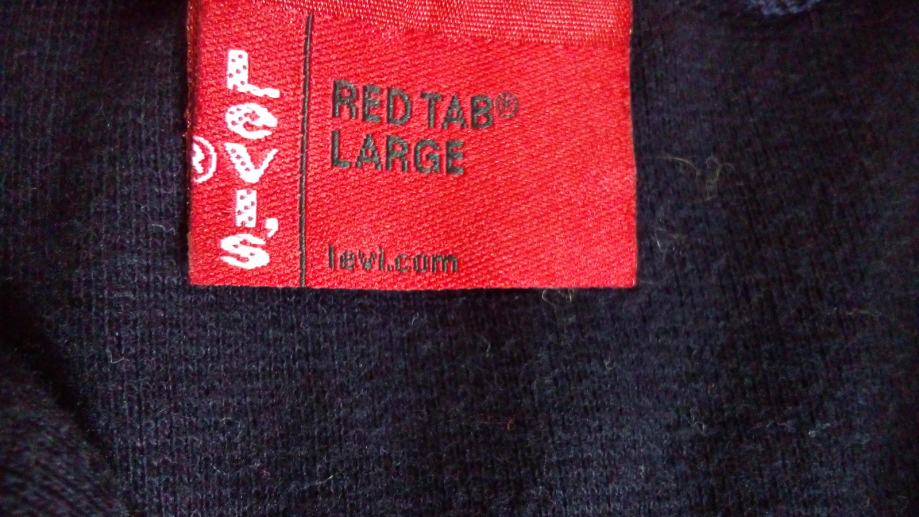 Levi's
®
RED TAB®
LARGE
levi.com